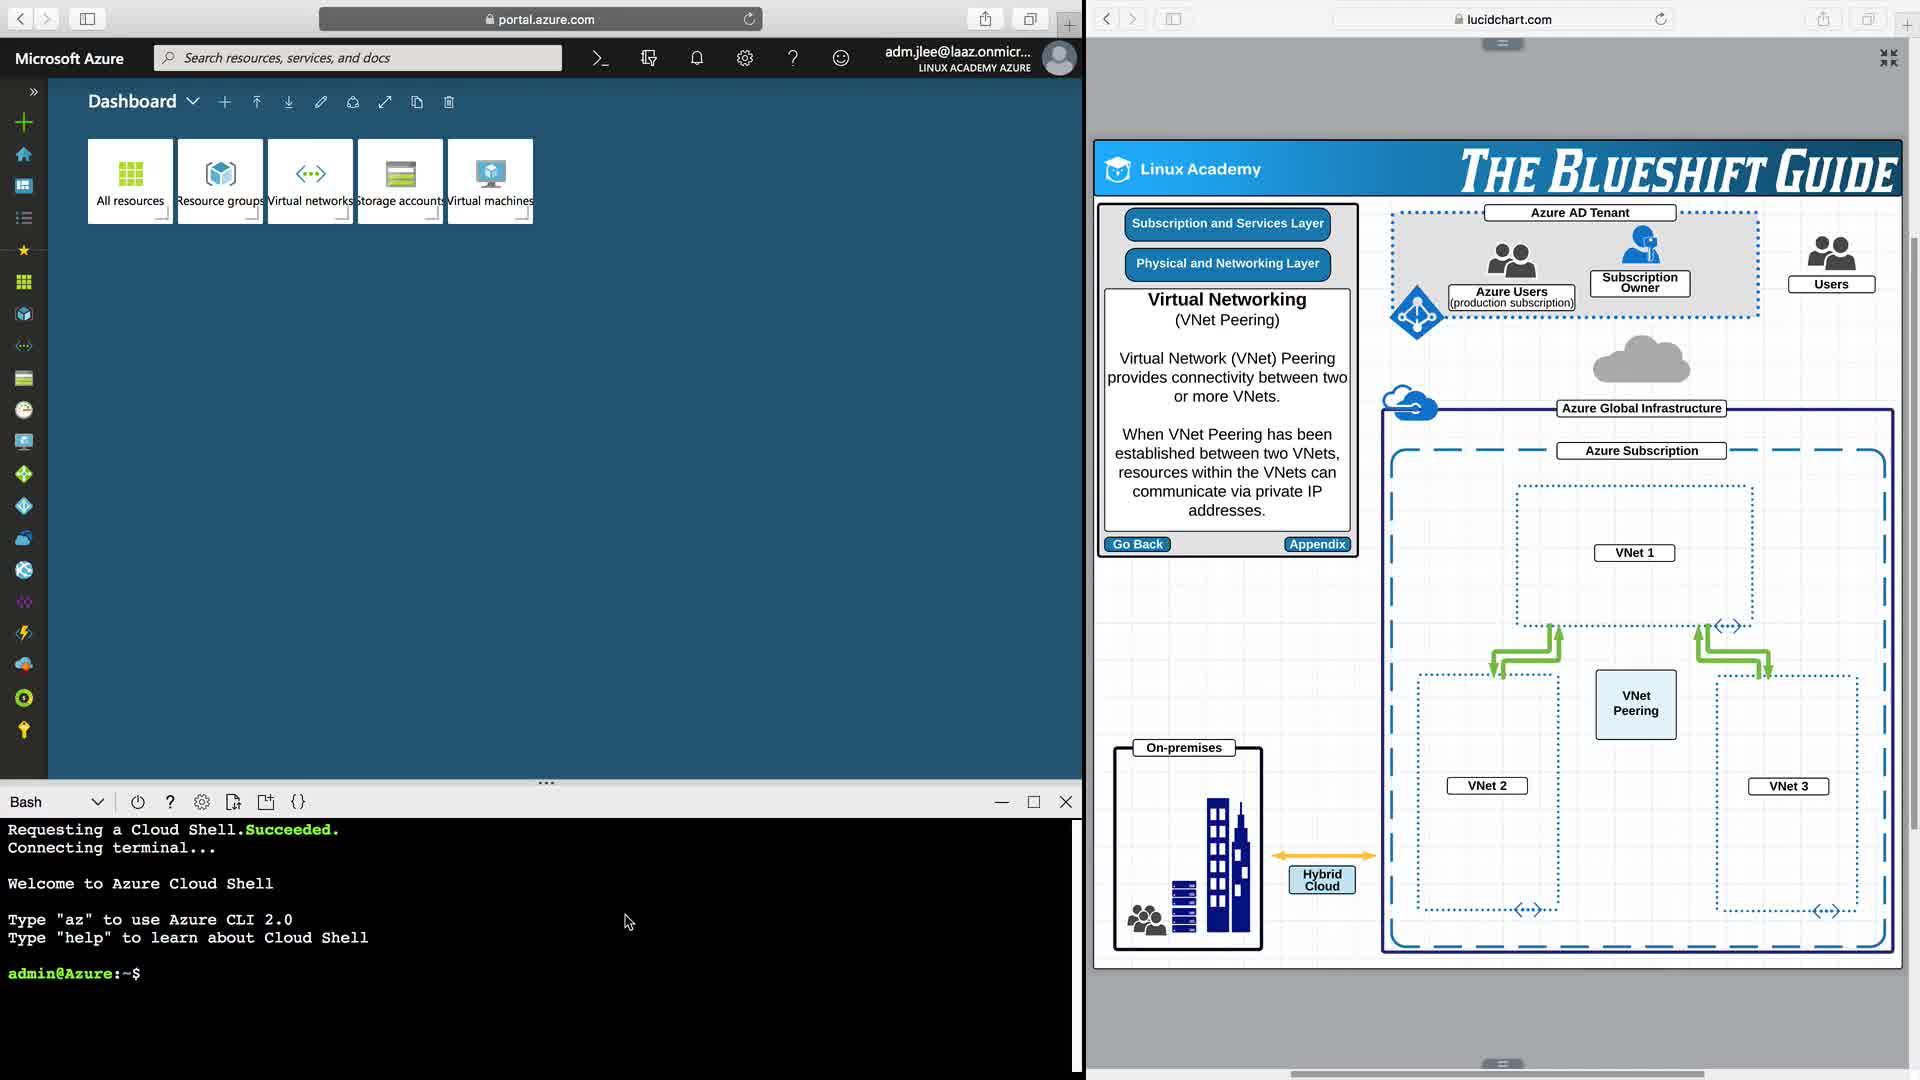 portal.azure.com
Microsoft Azure
Search resources, services, and docs
adm.jlee@laaz.onmicr...
LINUX ACADEMY AZURE
Dashboard
All resources
Resource groups
Virtual networks
Storage accounts
Virtual machines
Bash
Requesting a Cloud Shell.Succeeded.
Connecting terminal...
Welcome to Azure Cloud Shell
Type "az" to use Azure CLI 2.0
Type "help" to learn about Cloud Shell
admin@Azure:~$
lucidchart.com
Linux Academy
THE BLUESHIFT GUIDE
Subscription and Services Layer
Physical and Networking Layer
Virtual Networking
(VNet Peering)
Virtual Network (VNet) Peering
provides connectivity between two
or more VNets.
When VNet Peering has been
established between two VNets,
resources within the VNets can
communicate via private IP
addresses.
Go Back
Appendix
Azure AD Tenant
Azure Users
(production subscription)
Subscription
Owner
Users
Azure Global Infrastructure
Azure Subscription
VNet 1
VNet
Peering
VNet 2
VNet 3
On-premises
Hybrid
Cloud